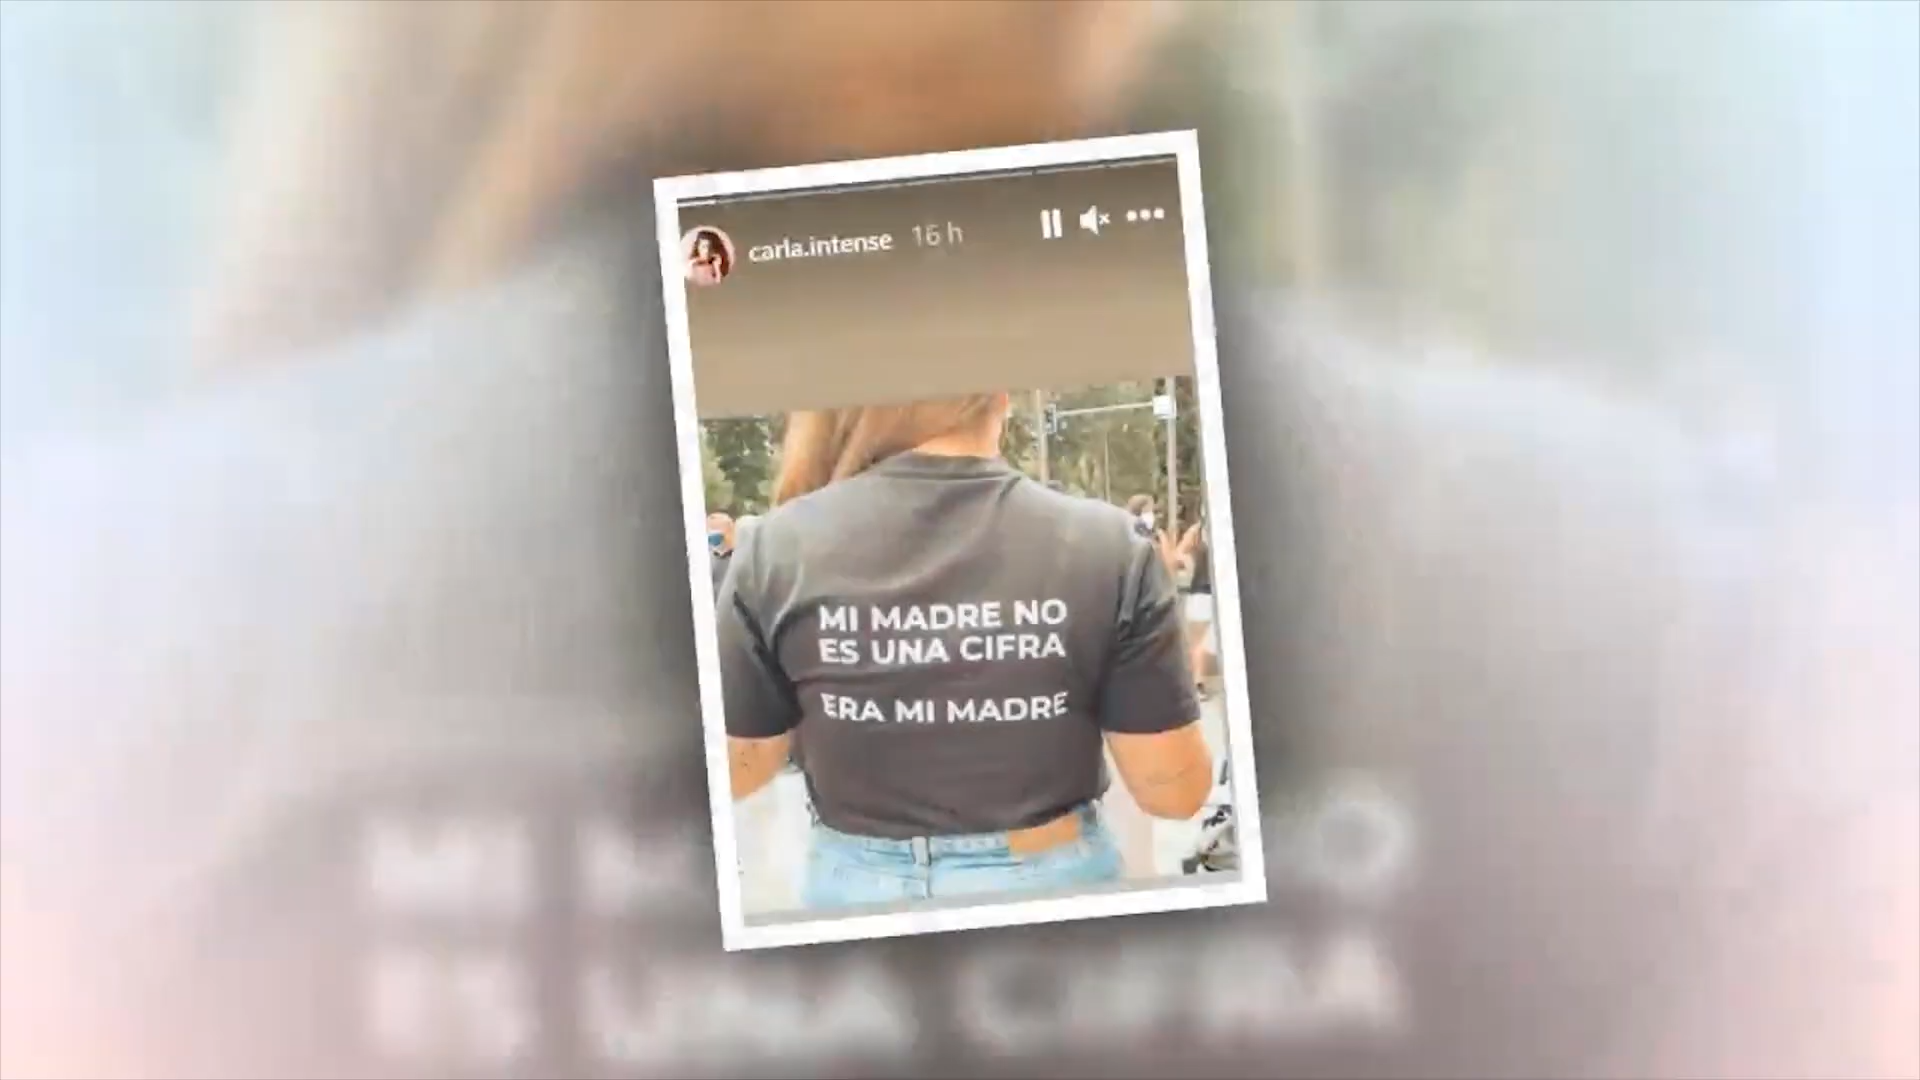 carla.intense 16 h
MI MADRE NO
ES UNA CIFRA
ERA MI MADRE